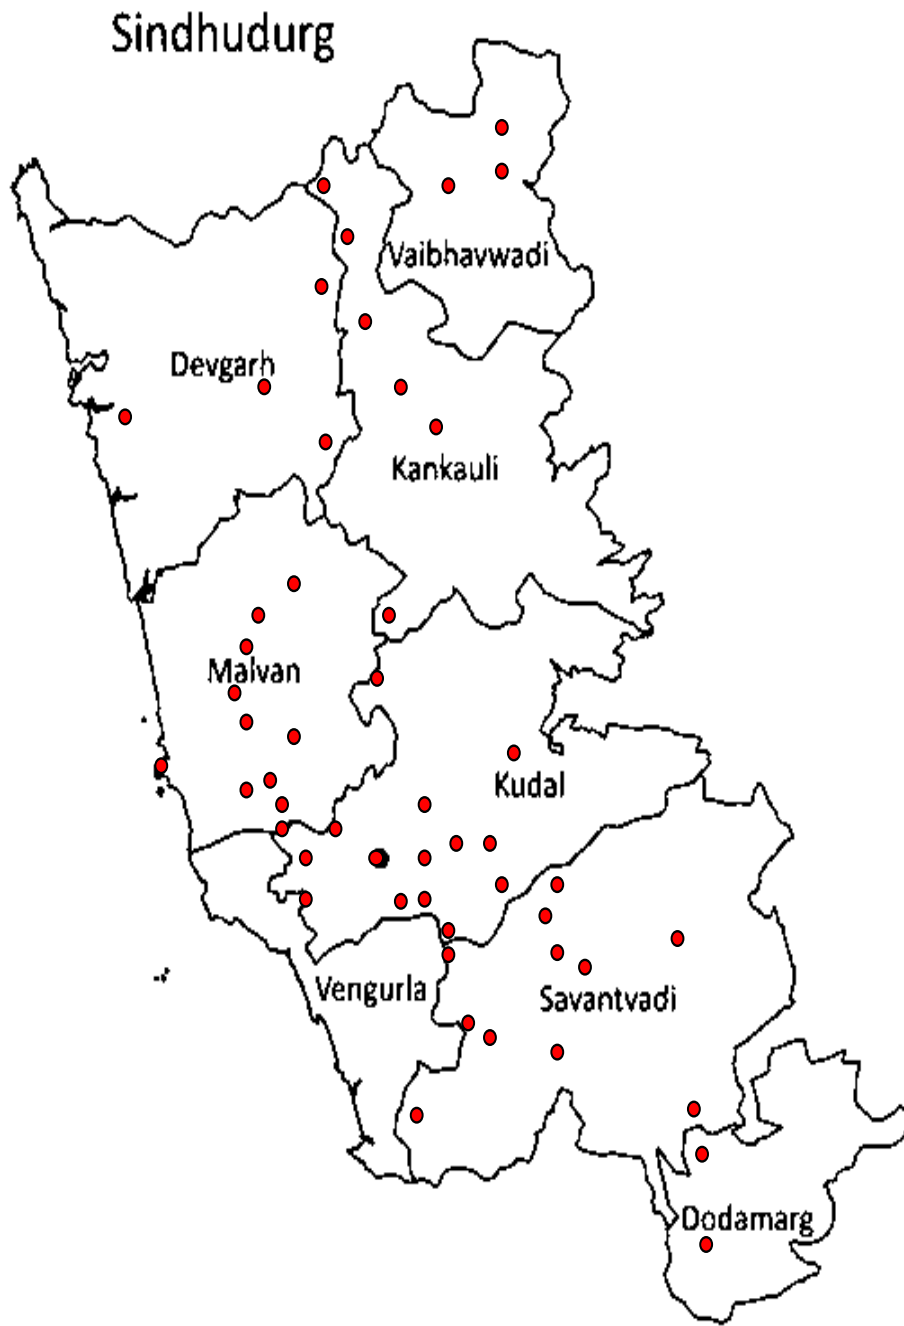 Sindhudurg
Vaibhavwadi
Devgarh
Kankauli
Malvan
Kudal
Vengurla
Savantvadi
Dodamarg